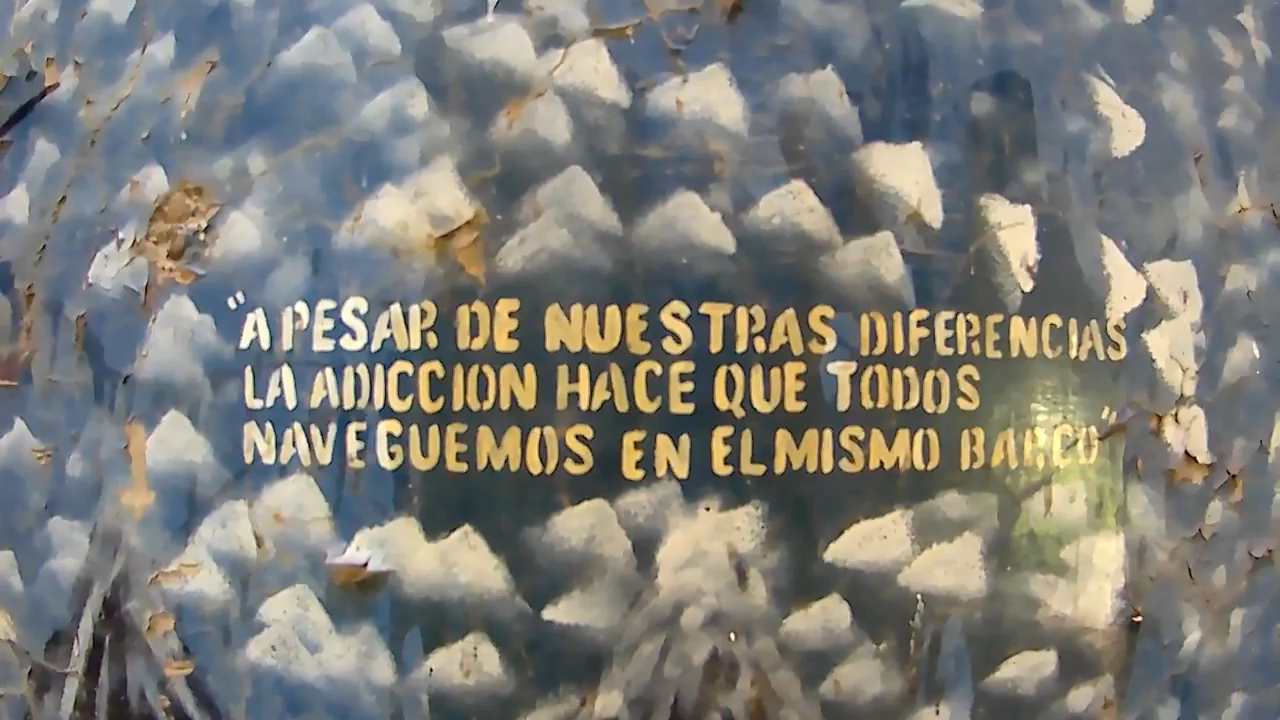 "A PESAR DE NUESTRAS DIFERENCIAS
LA ADICCION HACE QUE TODOS
NAVEGUEMOS EN EL MISMO BARCO"